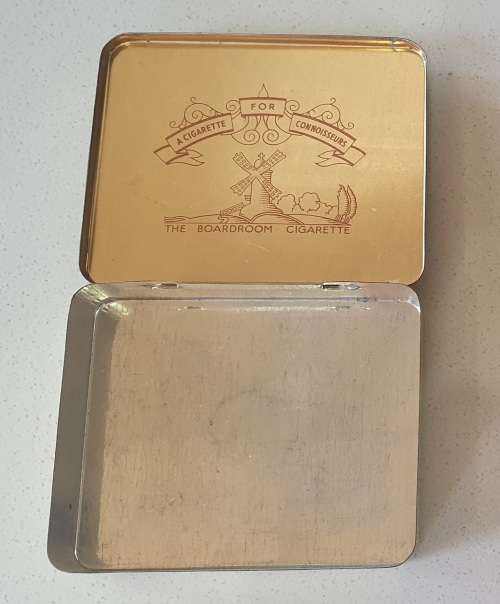 A CIGARETTE FOR CONNOISSEURS
THE BOARDROOM CIGARETTE